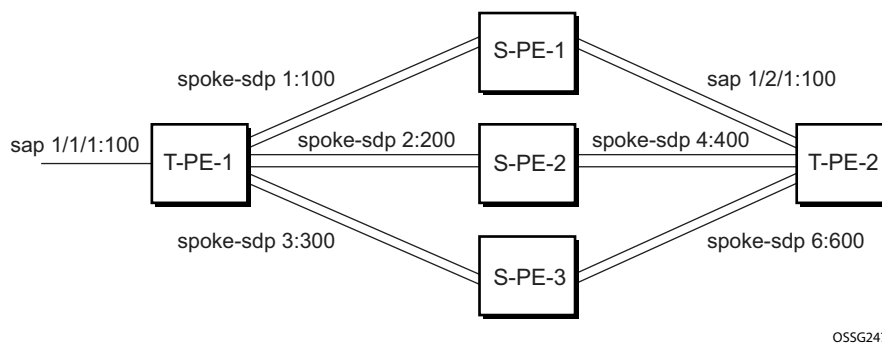 S-PE-1
spoke-sdp 1:100
sap 1/2/1:100
sap 1/1/1:100
spoke-sdp 2:200
spoke-sdp 4:400
T-PE-1
S-PE-2
T-PE-2
spoke-sdp 3:300
spoke-sdp 6:600
S-PE-3